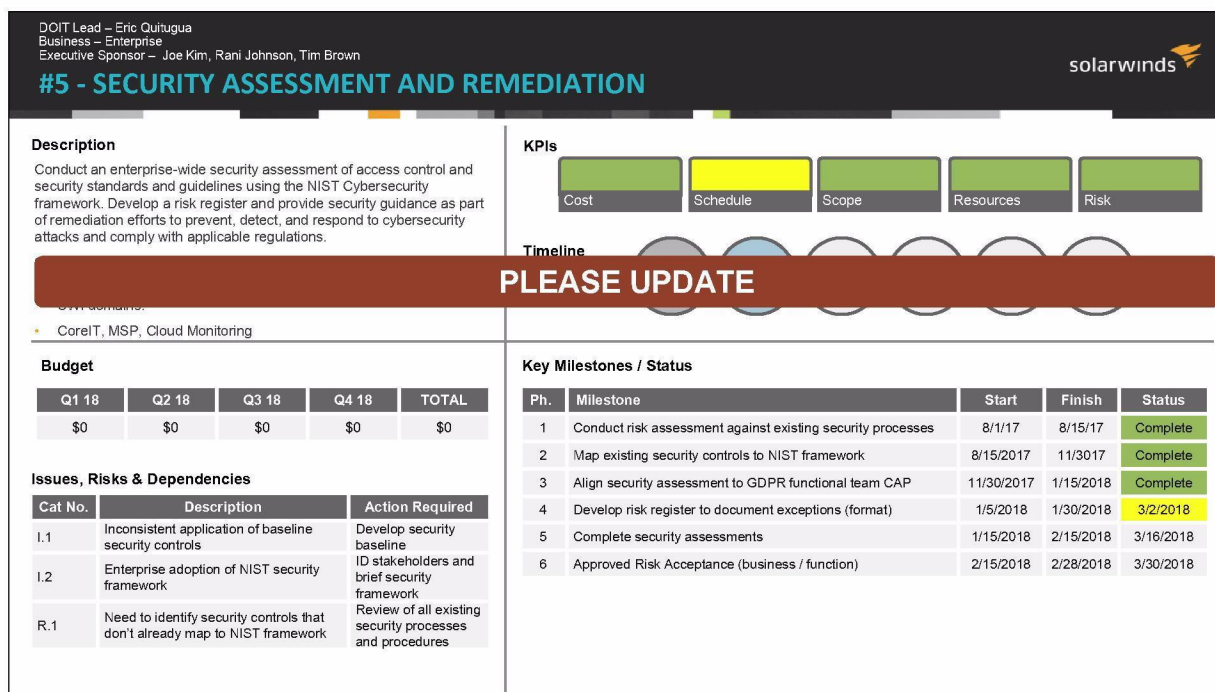 DOIT Lead – Eric Quitugua
Business – Enterprise
Executive Sponsor – Joe Kim, Rani Johnson, Tim Brown
#5 - SECURITY ASSESSMENT AND REMEDIATION
solarwinds
Description
Conduct an enterprise-wide security assessment of access control and
security standards and guidelines using the NIST Cybersecurity
framework. Develop a risk register and provide security guidance as part
of remediation efforts to prevent, detect, and respond to cybersecurity
attacks and comply with applicable regulations.
KPIs
Cost Schedule Scope Resources Risk
Timeline
PLEASE UPDATE
domains.
• CoreIT, MSP, Cloud Monitoring
Budget
Q1 18 Q2 18 Q3 18 Q4 18 TOTAL
$0 $0 $0 $0 $0
Issues, Risks & Dependencies
Cat No. Description Action Required
I.1 Inconsistent application of baseline security controls Develop security baseline
I.2 Enterprise adoption of NIST security framework ID stakeholders and brief security framework
R.1 Need to identify security controls that don't already map to NIST framework Review of all existing security processes and procedures
Key Milestones / Status
Ph. Milestone Start Finish Status
1 Conduct risk assessment against existing security processes 8/1/17 8/15/17 Complete
2 Map existing security controls to NIST framework 8/15/2017 11/3017 Complete
3 Align security assessment to GDPR functional team CAP 11/30/2017 1/15/2018 Complete
4 Develop risk register to document exceptions (format) 1/5/2018 1/30/2018 3/2/2018
5 Complete security assessments 1/15/2018 2/15/2018 3/16/2018
6 Approved Risk Acceptance (business / function) 2/15/2018 2/28/2018 3/30/2018